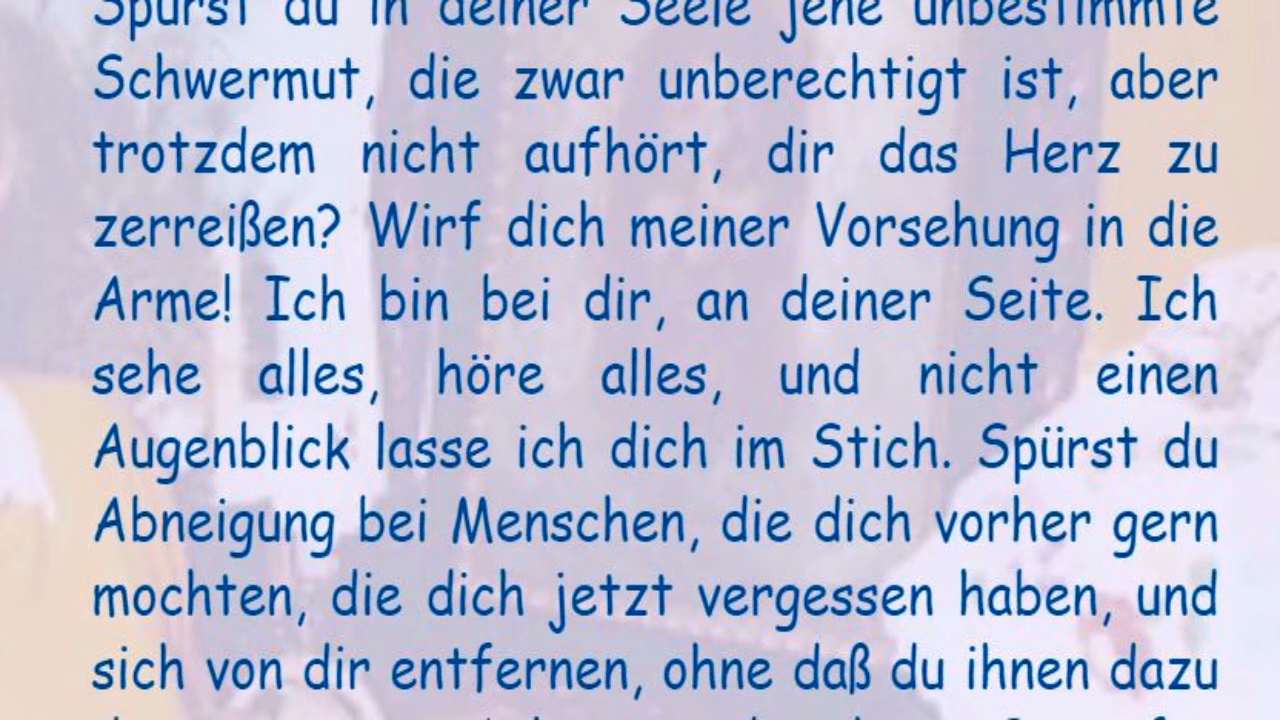 Spürst du in deiner Seele jene unbestimmte
Schwermut, die zwar unberechtigt ist, aber
trotzdem nicht aufhört, dir das Herz zu
zerreißen? Wirf dich meiner Vorsehung in die
Arme! Ich bin bei dir, an deiner Seite. Ich
sehe alles, höre alles, und nicht einen
Augenblick lasse ich dich im Stich. Spürst du
Abneigung bei Menschen, die dich vorher gern
mochten, die dich jetzt vergessen haben, und
sich von dir entfernen, ohne daß du ihnen dazu